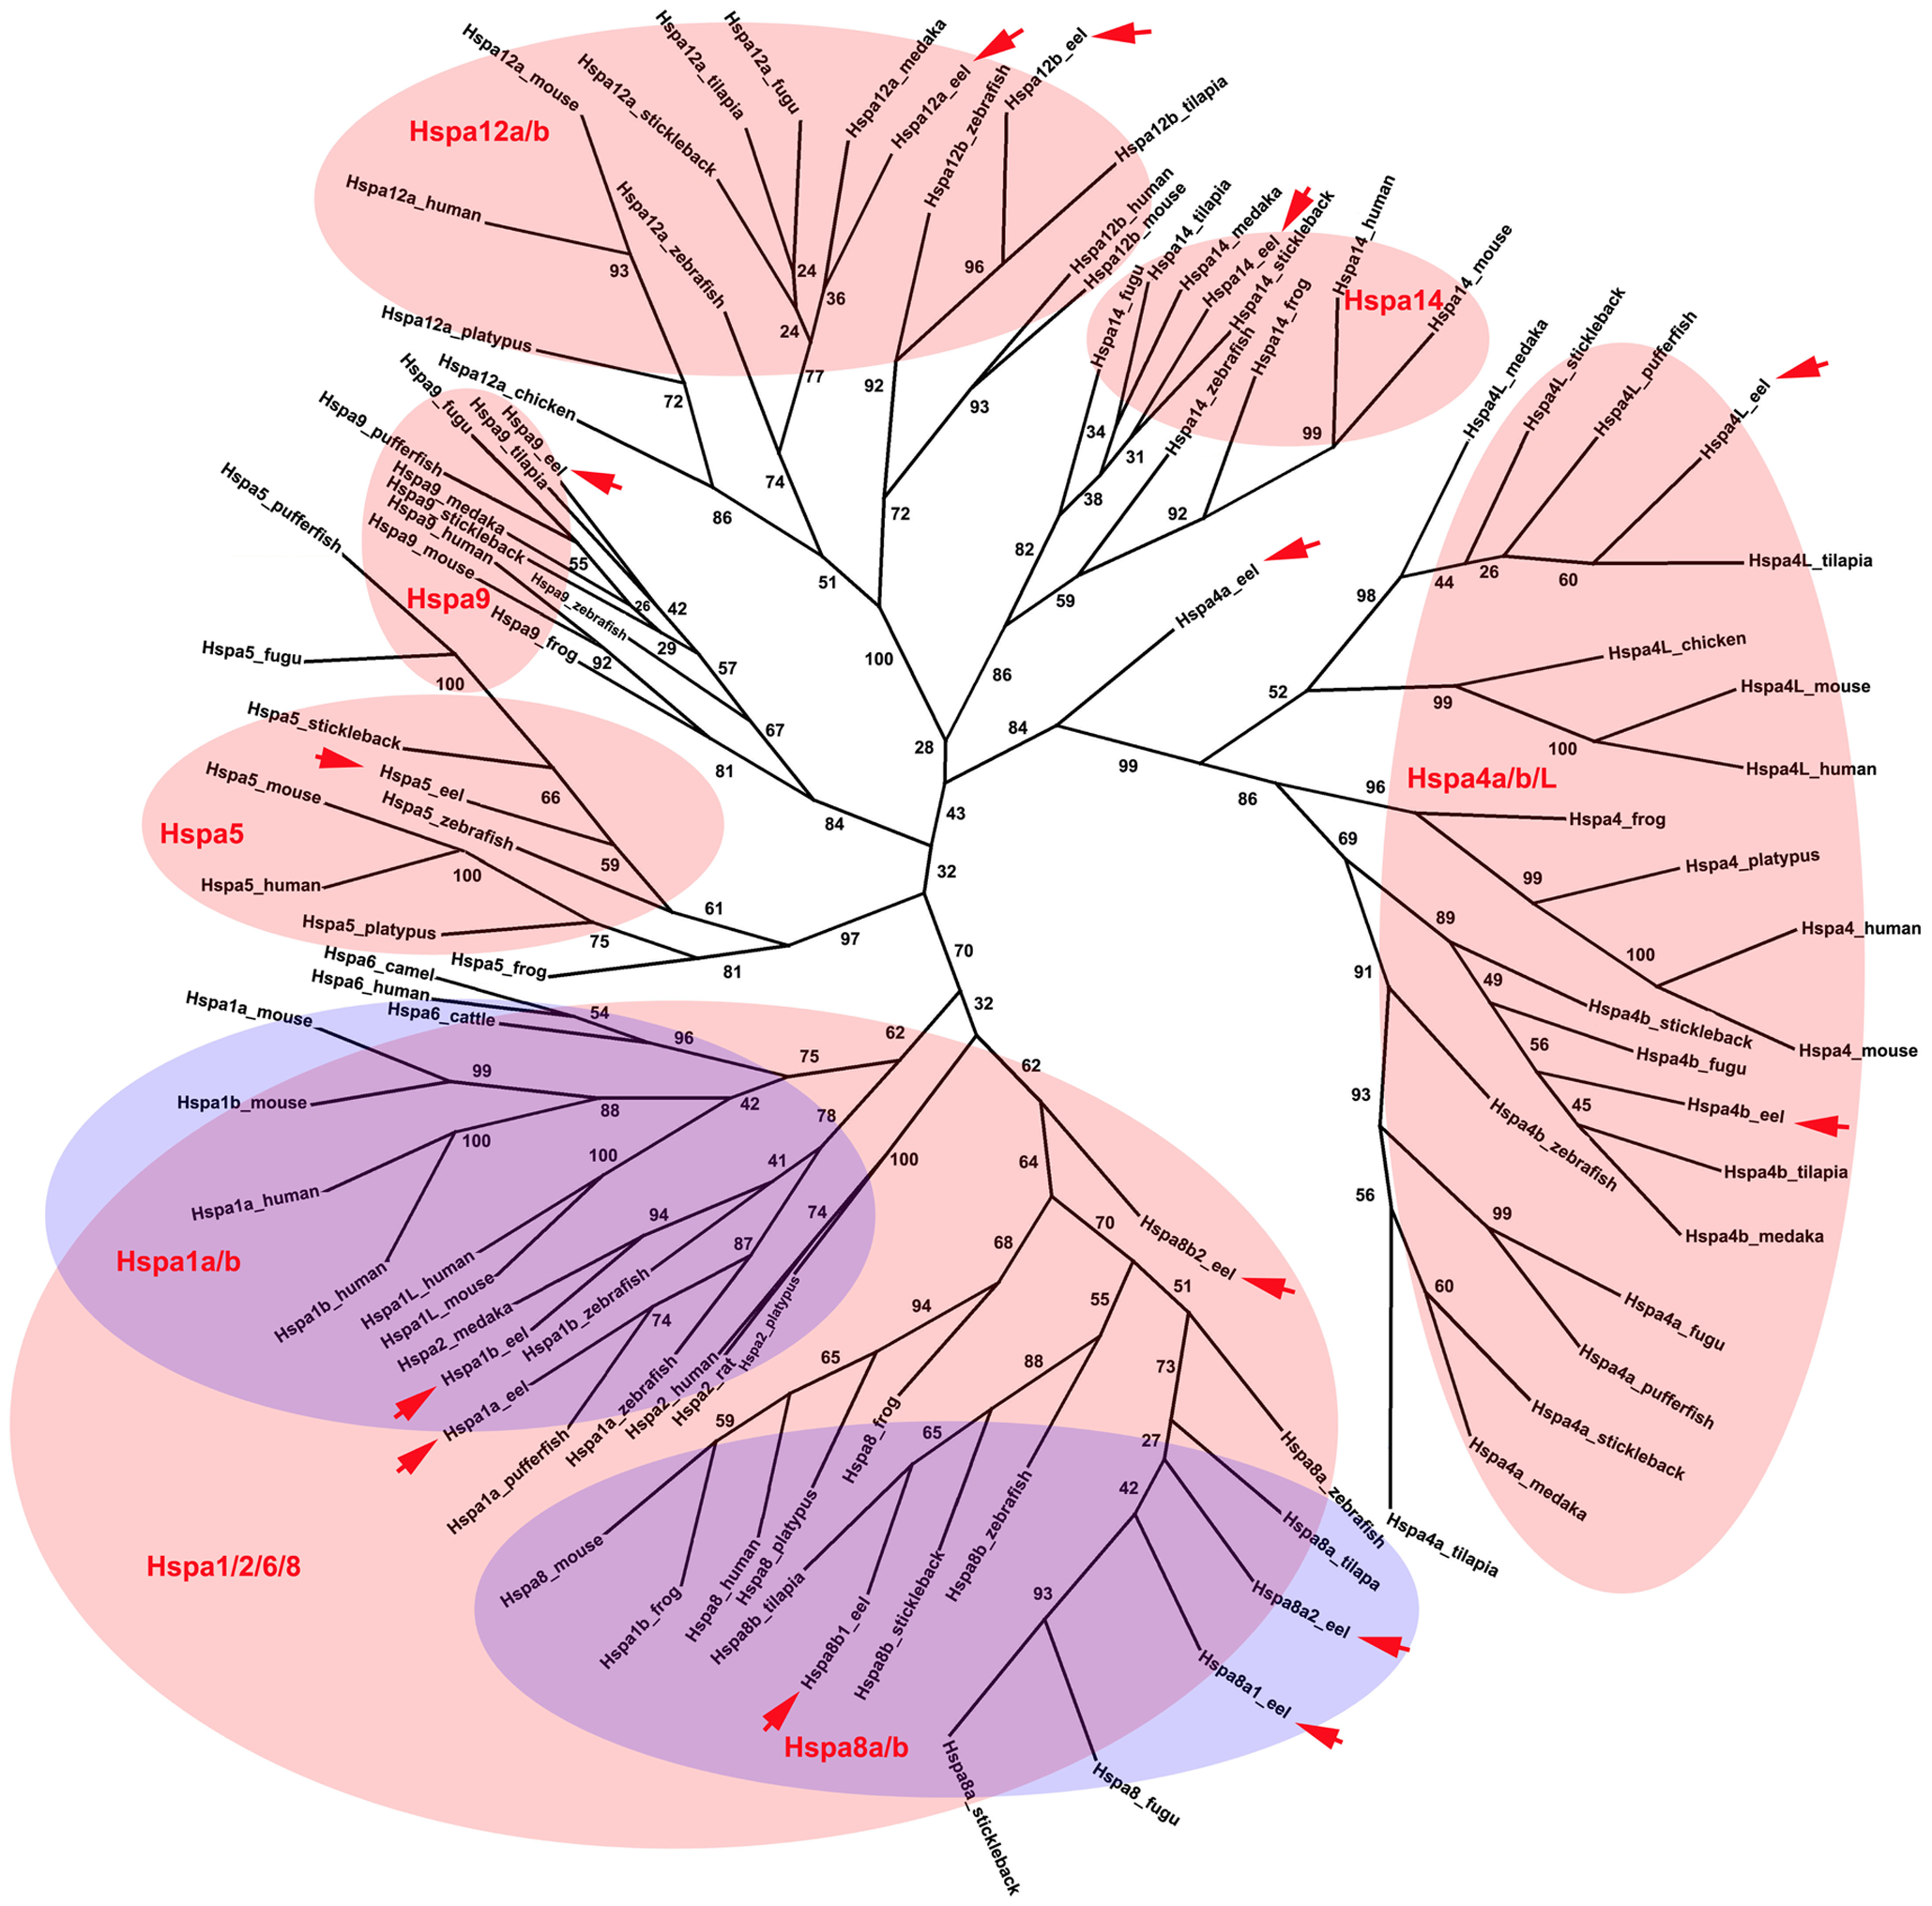 Hspa12a_mouse
Hspa12a_stickleback
Hspa12a_tilapia
Hspa12a_fugu
Hspa12a_medaka
Hspa12a_eel
Hspa12b_zebrafish
Hspa12b_eel
Hspa12b_tilapia
Hspa12b_human
Hspa12b_mouse
Hspa12a/b
Hspa12a_human
Hspa12a_zebrafish
Hspa12a_platypus
Hspa12a_chicken
93
24
36
24
77
72
86
74
51
96
92
93
72
100
Hspa14_fugu
Hspa14_tilapia
Hspa14_medaka
Hspa14_eel
Hspa14_stickleback
Hspa14_zebrafish
Hspa14_frog
Hspa14_human
Hspa14_mouse
Hspa14
34
31
38
99
92
82
59
86
28
Hspa9_fugu
Hspa9_tilapia
Hspa9_eel
Hspa9_pufferfish
Hspa9_medaka
Hspa9_stickleback
Hspa9_human
Hspa9_mouse
Hspa9_zebrafish
Hspa9_frog
Hspa9
55
26
42
29
92
57
67
81
84
43
32
Hspa5_pufferfish
Hspa5_fugu
100
Hspa5_stickleback
Hspa5_eel
Hspa5_mouse
Hspa5_zebrafish
Hspa5
Hspa5_human
Hspa5_platypus
Hspa5_frog
66
59
100
61
75
81
97
70
Hspa4a_eel
84
99
Hspa4L_medaka
Hspa4L_stickleback
Hspa4L_pufferfish
Hspa4L_eel
Hspa4L_tilapia
98
44
26
60
Hspa4L_chicken
Hspa4L_mouse
Hspa4L_human
52
99
100
Hspa4a/b/L
86
96
Hspa4_frog
Hspa4_platypus
Hspa4_human
Hspa4_mouse
99
100
69
89
49
56
45
Hspa4b_stickleback
Hspa4b_fugu
Hspa4b_eel
Hspa4b_tilapia
Hspa4b_medaka
91
Hspa4b_zebrafish
93
99
56
60
Hspa4a_fugu
Hspa4a_pufferfish
Hspa4a_stickleback
Hspa4a_medaka
Hspa4a_tilapia
Hspa6_camel
Hspa6_human
Hspa6_cattle
Hspa1a_mouse
Hspa1b_mouse
Hspa1a_human
Hspa1a/b
Hspa1b_human
Hspa1L_human
Hspa1L_mouse
Hspa2_medaka
Hspa1b_eel
Hspa1b_zebrafish
Hspa1a_eel
Hspa1a_pufferfish
Hspa1a_zebrafish
Hspa2_human
Hspa2_rat
Hspa2_platypus
32
54
96
62
75
99
88
42
78
100
100
41
94
87
74
74
100
62
64
68
70
Hspa8b2_eel
51
94
55
65
88
73
59
65
27
42
93
Hspa1/2/6/8
Hspa8_mouse
Hspa1b_frog
Hspa8_human
Hspa8_platypus
Hspa8_frog
Hspa8b_tilapia
Hspa8b1_eel
Hspa8b_stickleback
Hspa8b_zebrafish
Hspa8a_zebrafish
Hspa8a_tilapa
Hspa8a2_eel
Hspa8a1_eel
Hspa8a/b
Hspa8a_stickleback
Hspa8_fugu